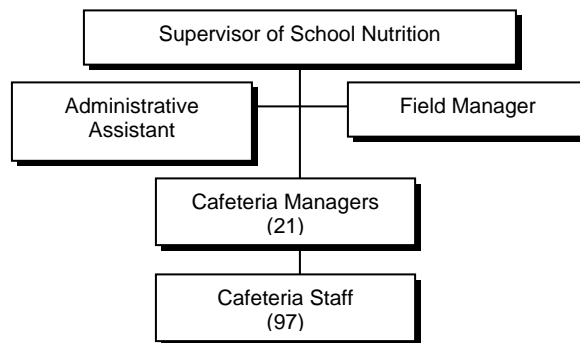 Supervisor of School Nutrition
Administrative
Assistant
Field Manager
Cafeteria Managers
(21)
Cafeteria Staff
(97)